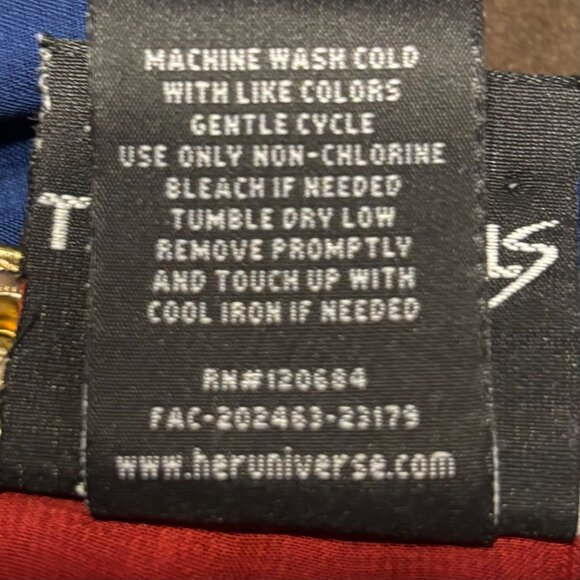 MACHINE WASH COLD
WITH LIKE COLORS
GENTLE CYCLE
USE ONLY NON-CHLORINE
BLEACH IF NEEDED
TUMBLE DRY LOW
REMOVE PROMPTLY
AND TOUCH UP WITH
COOL IRON IF NEEDED
RN#120684
FAC-202463-23179
www.heruniverse.com